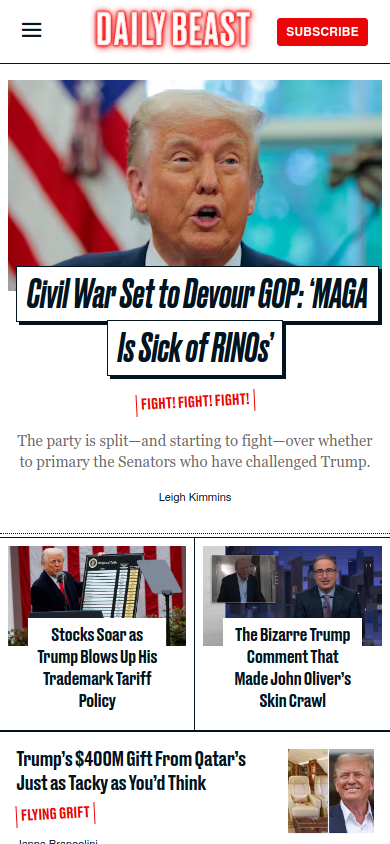 DAILY BEAST
SUBSCRIBE
Civil War Set to Devour GOP: ‘MAGA
Is Sick of RINOs’
FIGHT! FIGHT! FIGHT!
The party is split—and starting to fight—over whether
to primary the Senators who have challenged Trump.
Leigh Kimmins
Stocks Soar as
Trump Blows Up His
Trademark Tariff
Policy
The Bizarre Trump
Comment That
Made John Oliver’s
Skin Crawl
Trump’s $400M Gift From Qatar’s
Just as Tacky as You’d Think
FLYING GRIFT